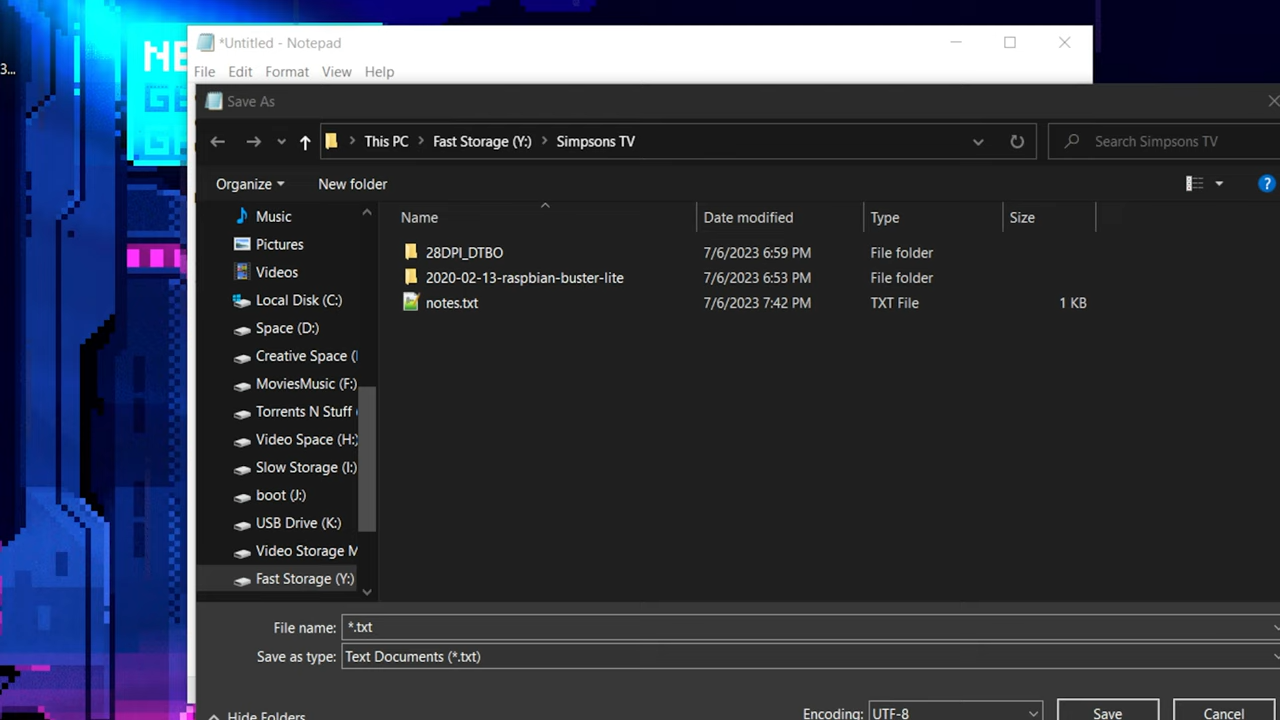 3...
NE
*Untitled - Notepad
File Edit Format View Help
Save As
This PC > Fast Storage (Y:) > Simpsons TV
Search Simpsons TV
Organize New folder
?
Name Date modified Type Size
28DPI_DTBO 7/6/2023 6:59 PM File folder
2020-02-13-raspbian-buster-lite 7/6/2023 6:53 PM File folder
notes.txt 7/6/2023 7:42 PM TXT File 1 KB
Music
Pictures
Videos
Local Disk (C:)
Space (D:)
Creative Space (
MoviesMusic (F:)
Torrents N Stuff
Video Space (H:)
Slow Storage (I:)
boot (J:)
USB Drive (K:)
Video Storage M
Fast Storage (Y:)
File name: *.txt
Save as type: Text Documents (*.txt)
Hide Folders
Encoding: UTF-8
Save
Cancel